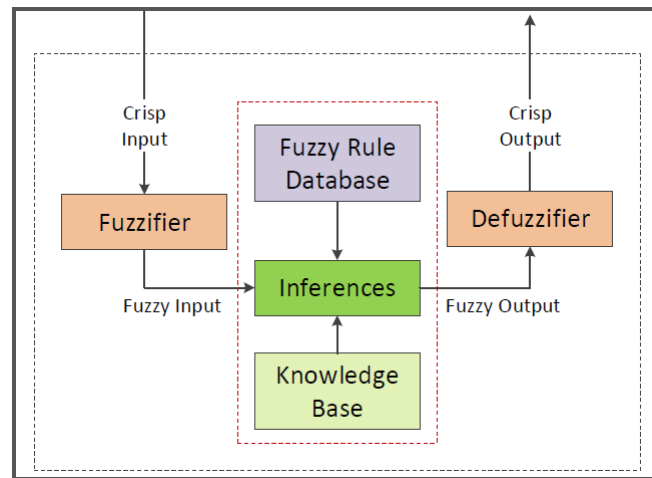 Crisp
Input
Crisp
Output
Fuzzy Rule
Database
Fuzzifier
Defuzzifier
Inferences
Fuzzy Input
Fuzzy Output
Knowledge
Base